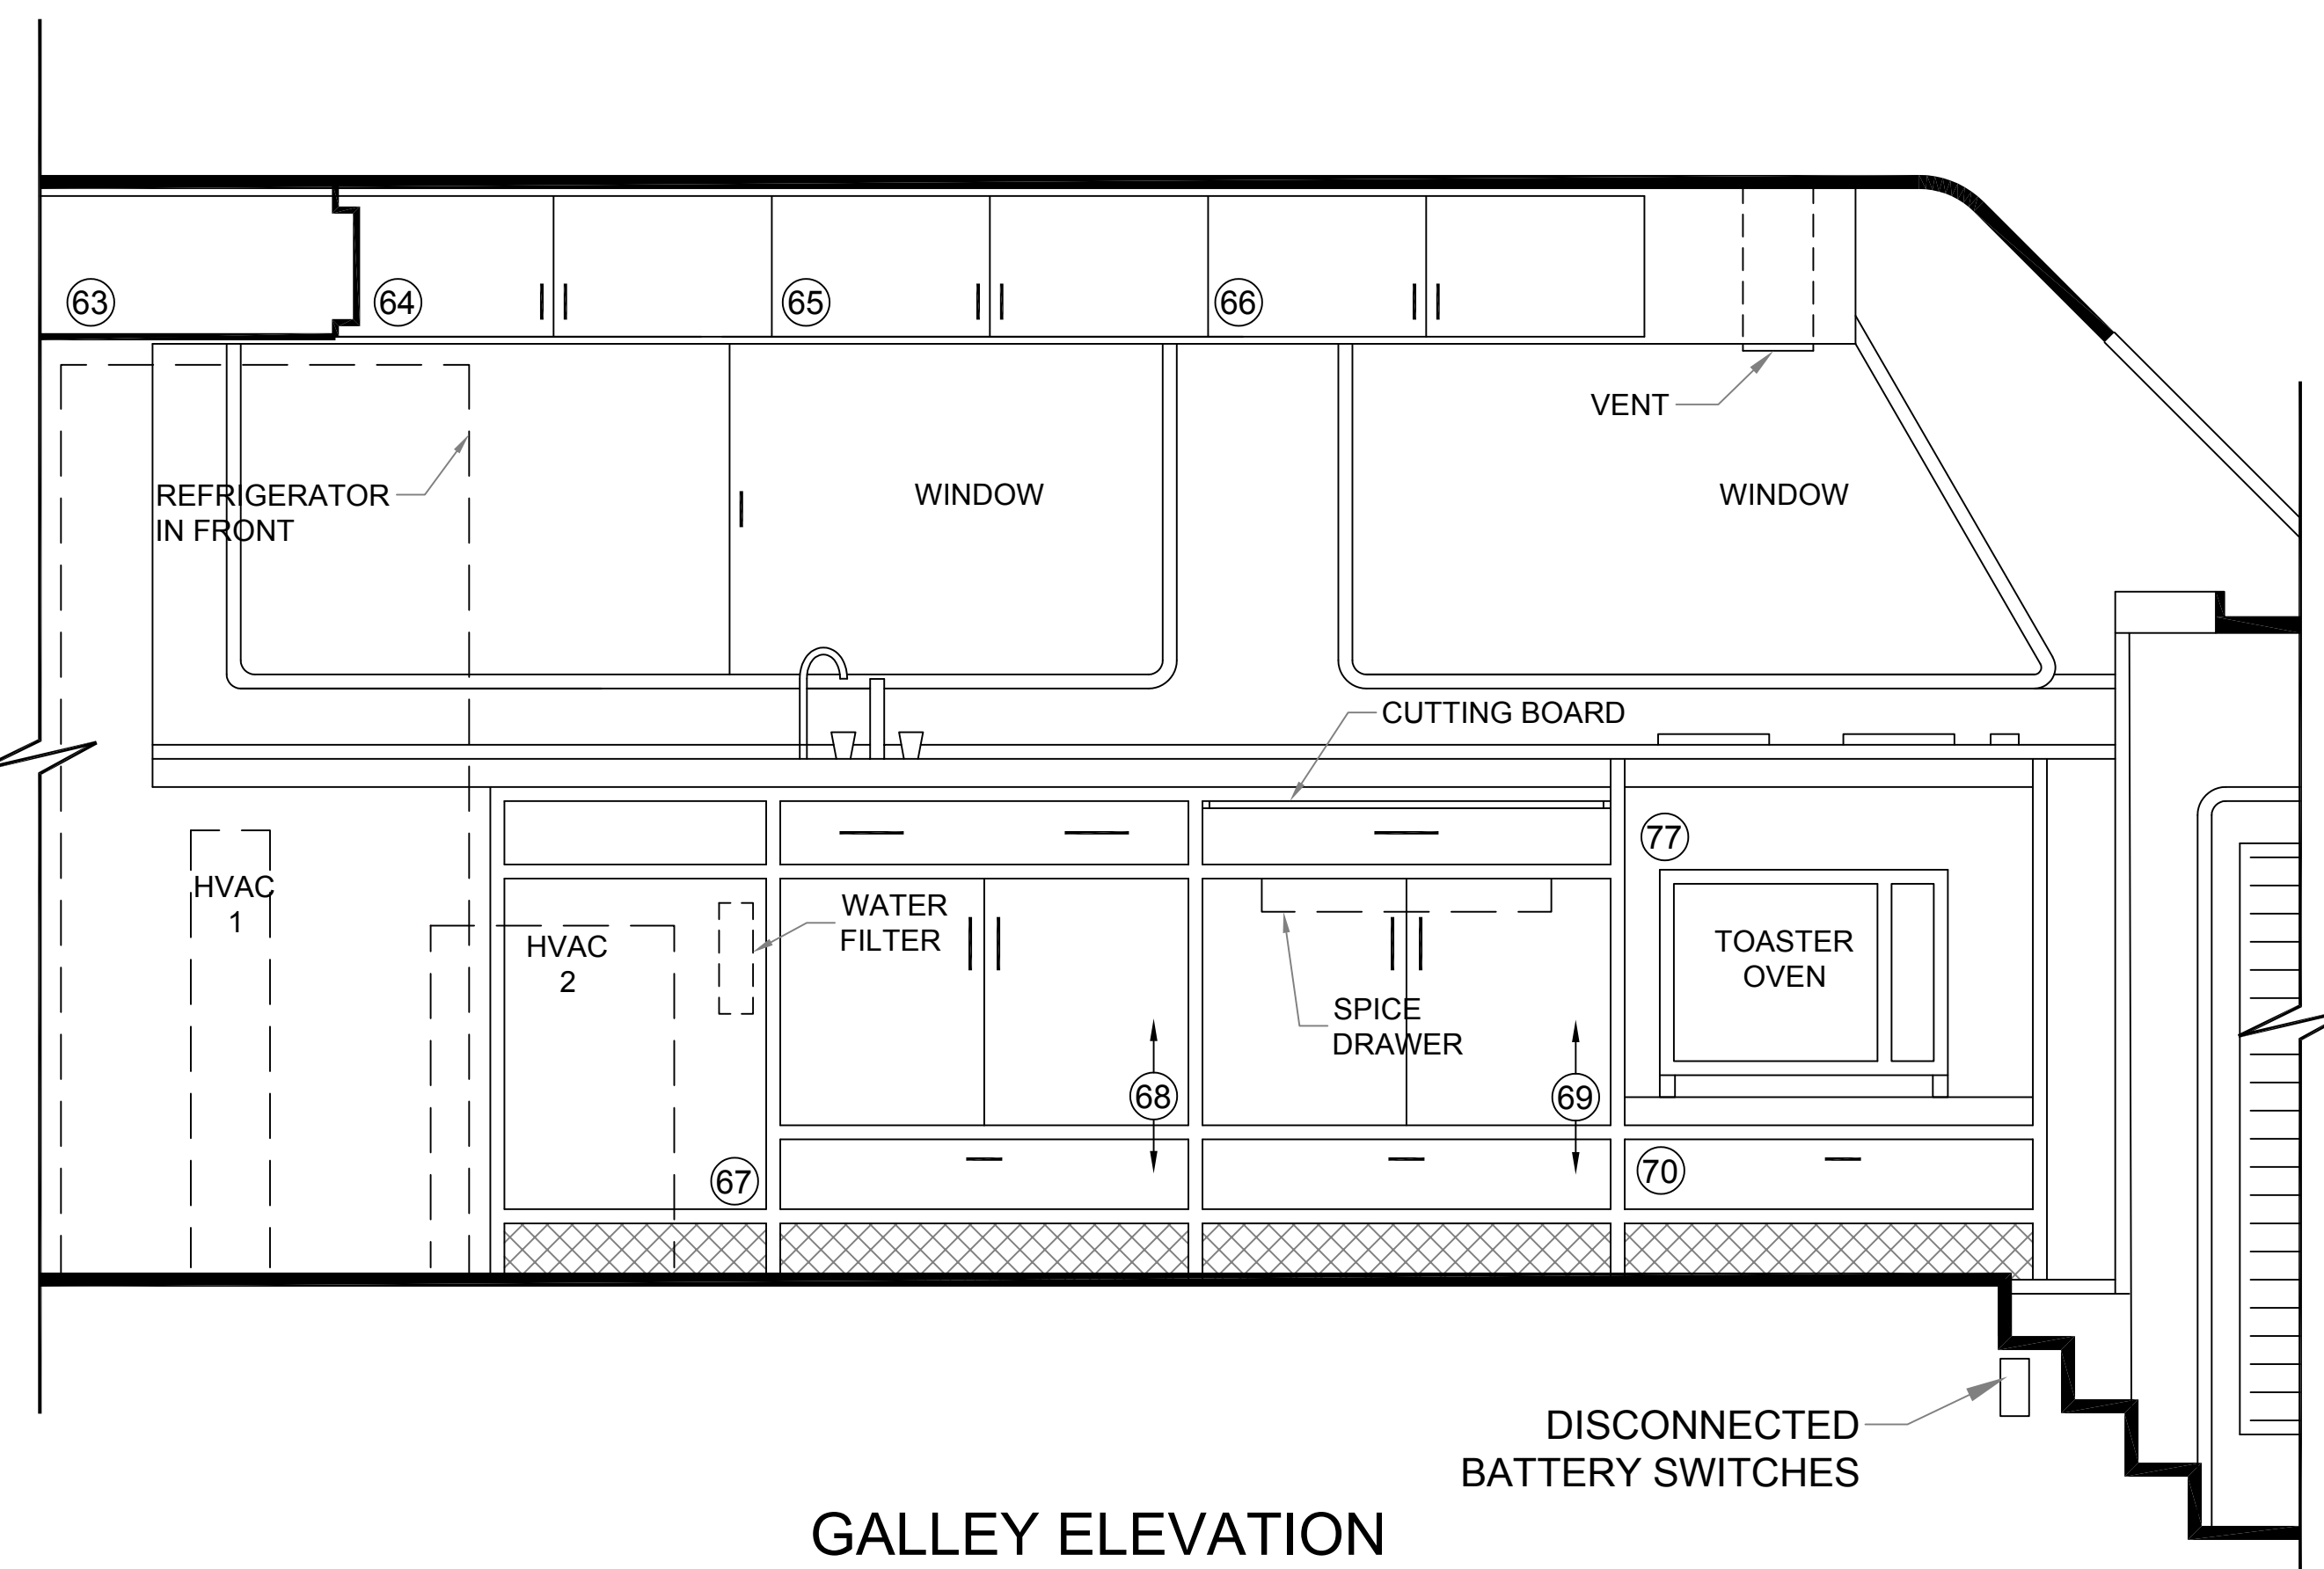 63
64
65
66
VENT
REFRIGERATOR
IN FRONT
WINDOW
WINDOW
CUTTING BOARD
77
HVAC
1
HVAC
2
WATER
FILTER
SPICE
DRAWER
TOASTER
OVEN
68
69
67
70
DISCONNECTED
BATTERY SWITCHES
GALLEY ELEVATION